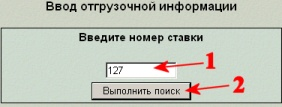 Ввод отгрузочной информации
Введите номер ставки
127 1
Выполнить поиск 2